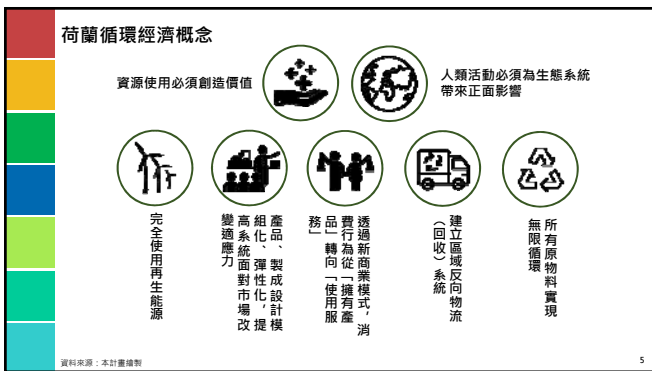 荷蘭循環經濟概念
資源使用必須創造價值
人類活動必須為生態系統
帶來正面影響
完全使用再生能源
產品、製成設計模
組化、彈性化，提
高系統面對市場改
變適應力
透過新商業模式，消
費行為從「擁有產
品」轉向「使用服
務」
建立區域反向物流
（回收）系統
所有原物料實現
無限循環
資料來源：本計畫繪製
5